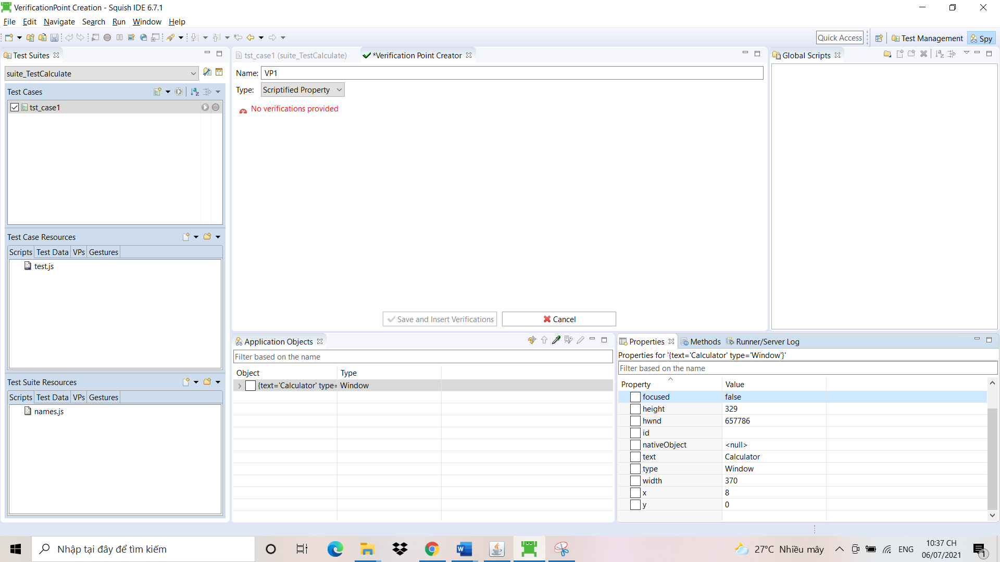 VerificationPoint Creation - Squish IDE 6.7.1
File Edit Navigate Search Run Window Help
Quick Access Test Management Spy
Test Suites
suite_TestCalculate
Test Cases
tst_case1
Test Case Resources
Scripts Test Data VPs Gestures
test.js
Test Suite Resources
Scripts Test Data VPs Gestures
names.js
tst_case1 (suite_TestCalculate) *Verification Point Creator
Name: VP1
Type: Scriptified Property
No verifications provided
Save and Insert Verifications Cancel
Global Scripts
Application Objects
Filter based on the name
Object Type
{text='Calculator' type= Window
Properties Methods Runner/Server Log
Properties for '{text='Calculator' type='Window'}'
Filter based on the name
Property Value
focused false
height 329
hwnd 657786
id
nativeObject <null>
text Calculator
type Window
width 370
x 8
y 0
Nhập tại đây để tìm kiếm
27°C Nhiều mây
ENG
10:37 CH
06/07/2021
1